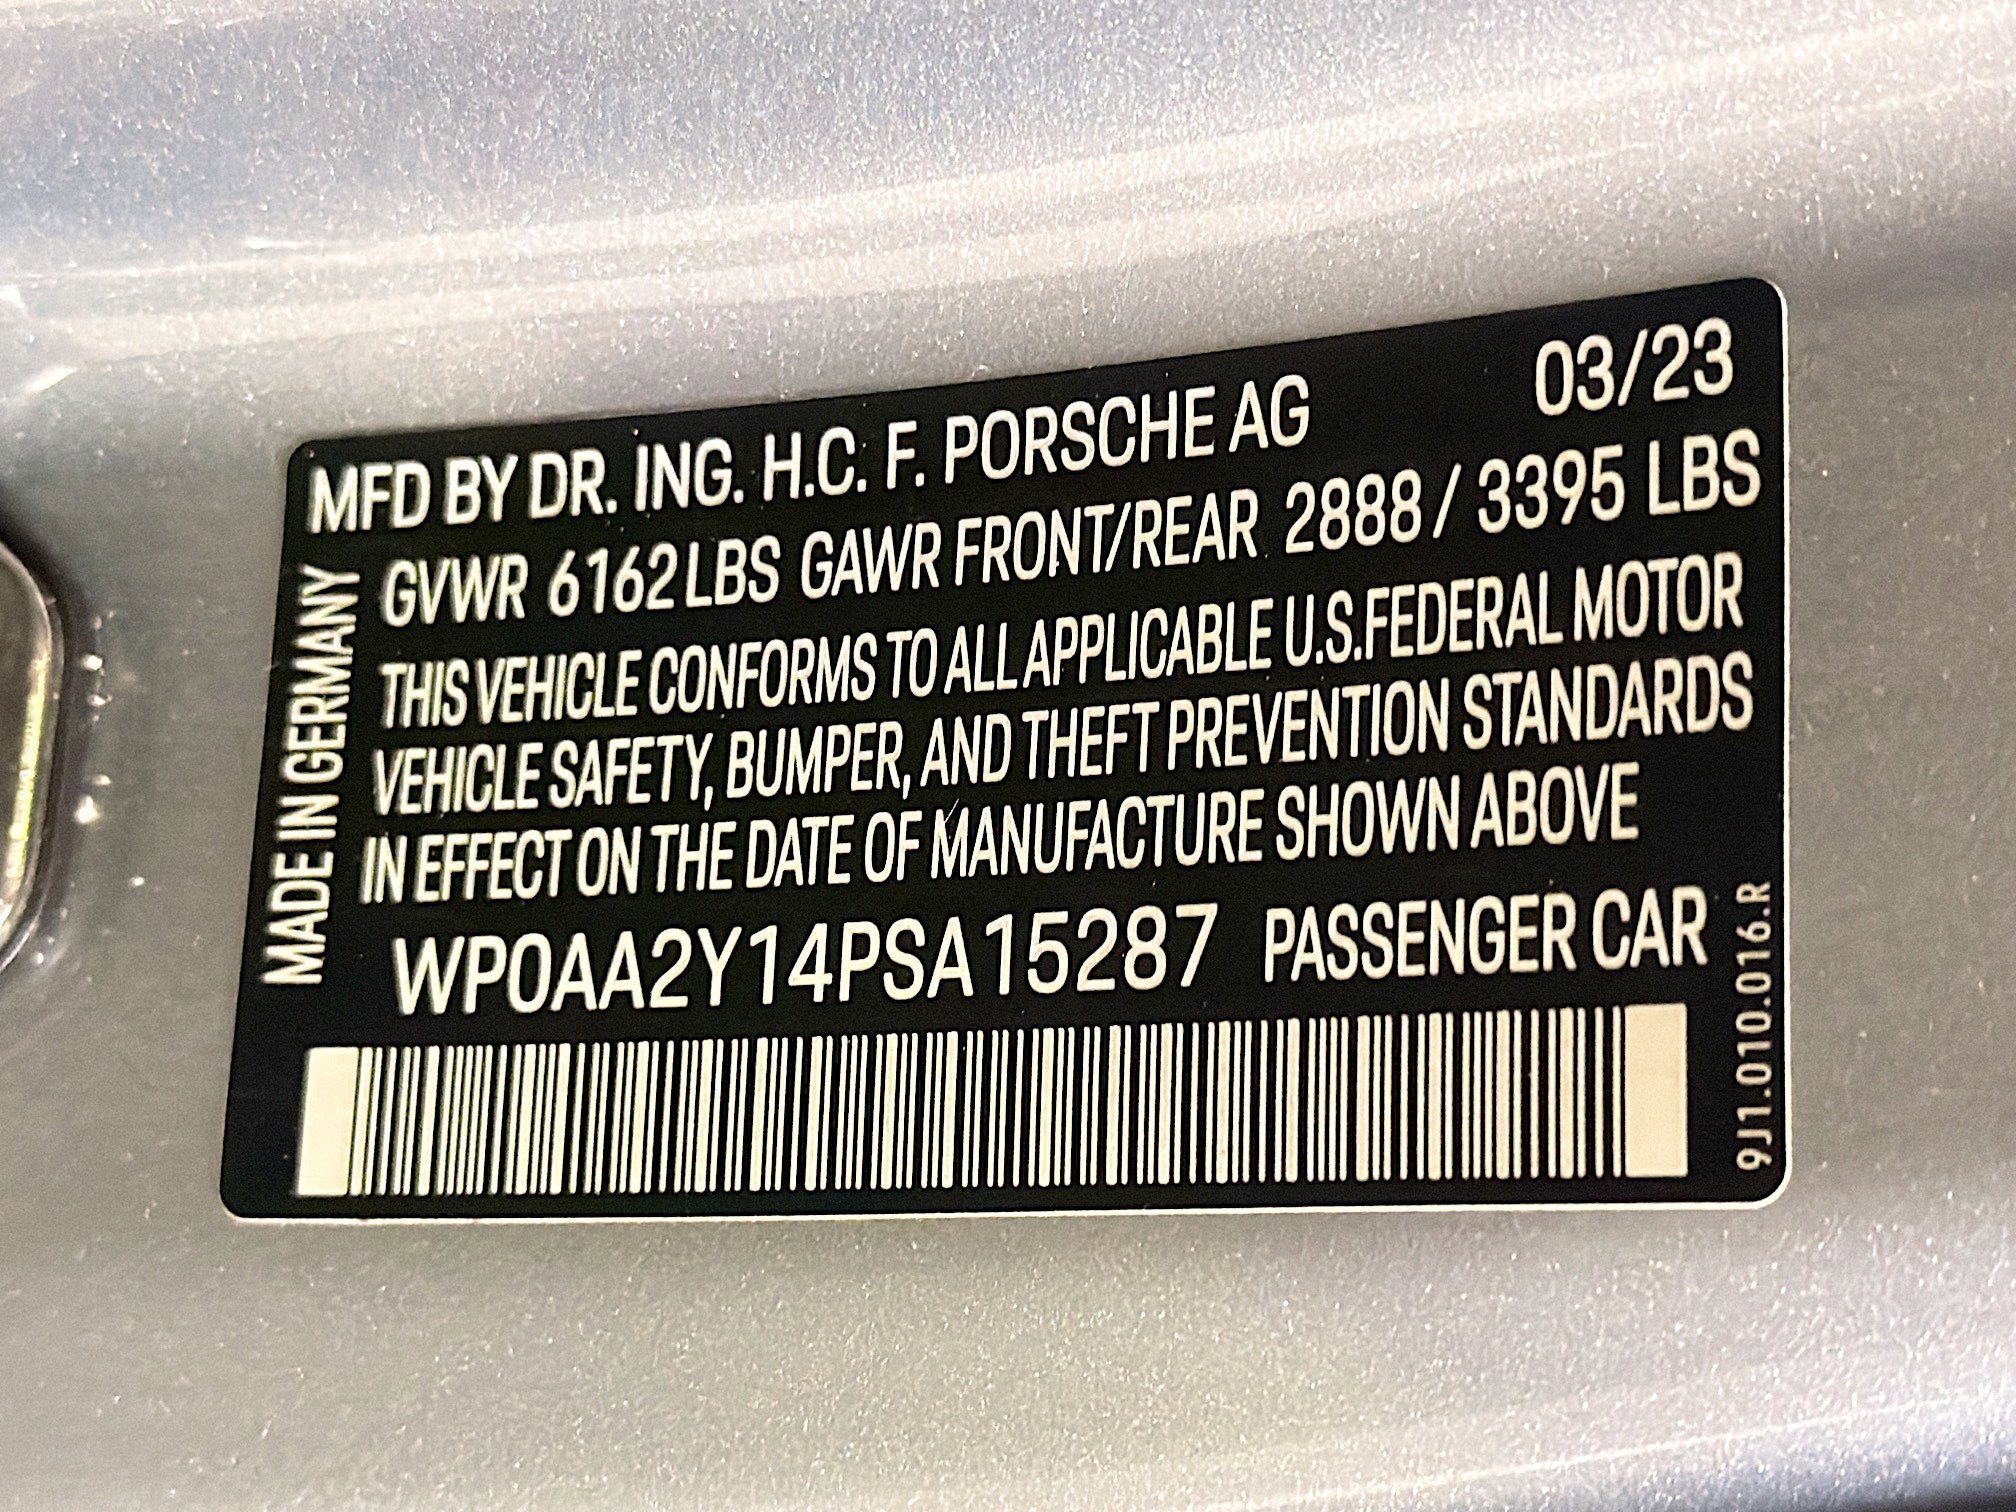 MFD BY DR. ING. H.C. F. PORSCHE AG 03/23
GVWR 6162LBS GAWR FRONT/REAR 2888 / 3395 LBS
THIS VEHICLE CONFORMS TO ALL APPLICABLE U.S.FEDERAL MOTOR
VEHICLE SAFETY, BUMPER, AND THEFT PREVENTION STANDARDS
IN EFFECT ON THE DATE OF MANUFACTURE SHOWN ABOVE
WP0AA2Y14PSA15287 PASSENGER CAR
MADE IN GERMANY
9J1.010.016.R